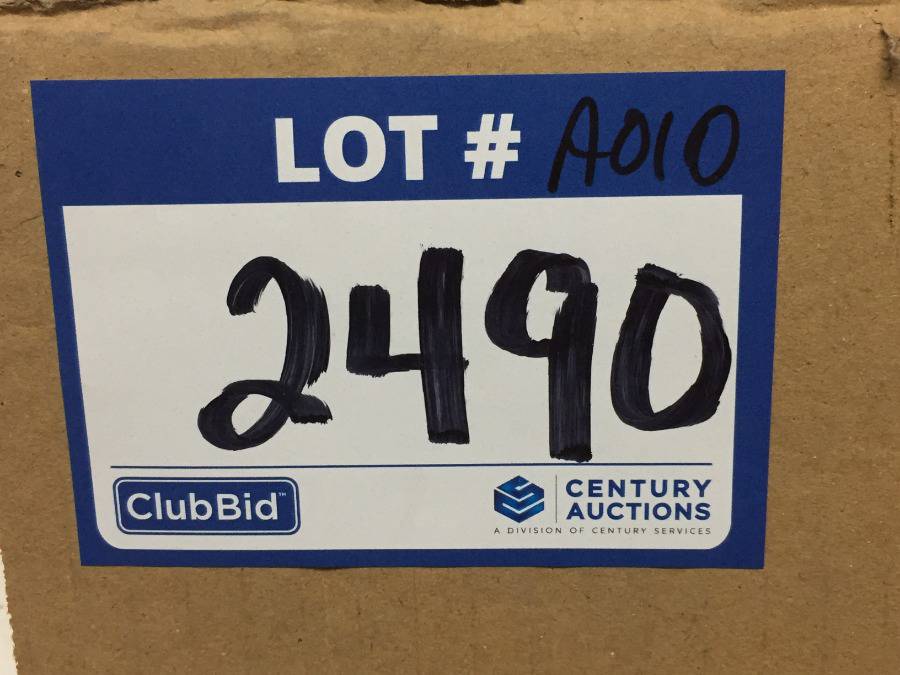 LOT # A010
2490
ClubBid™
CENTURY
AUCTIONS
A DIVISION OF CENTURY SERVICES